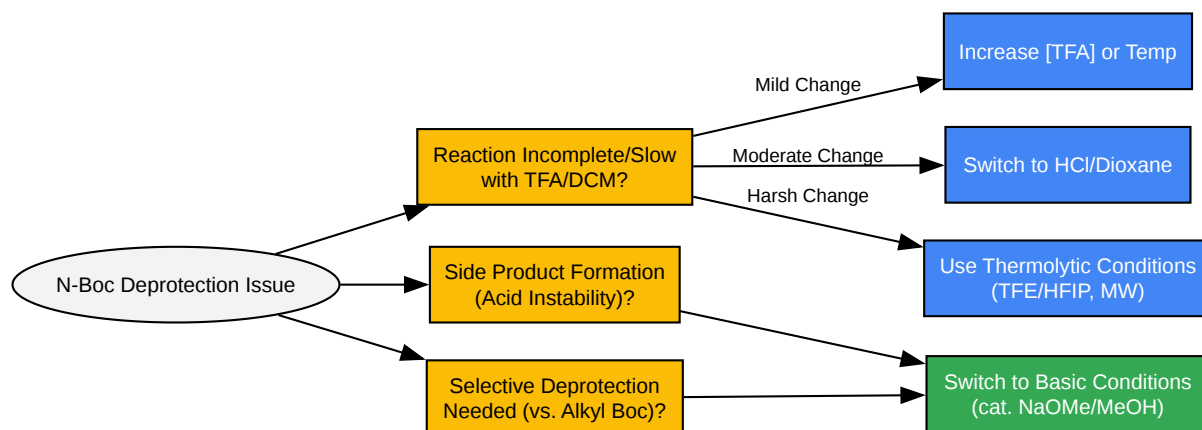 N-Boc Deprotection Issue
Reaction Incomplete/Slow
with TFA/DCM?
Side Product Formation
(Acid Instability)?
Selective Deprotection
Needed (vs. Alkyl Boc)?
Mild Change
Moderate Change
Harsh Change
Increase [TFA] or Temp
Switch to HCl/Dioxane
Use Thermolytic Conditions
(TFE/HFIP, MW)
Switch to Basic Conditions
(cat. NaOMe/MeOH)